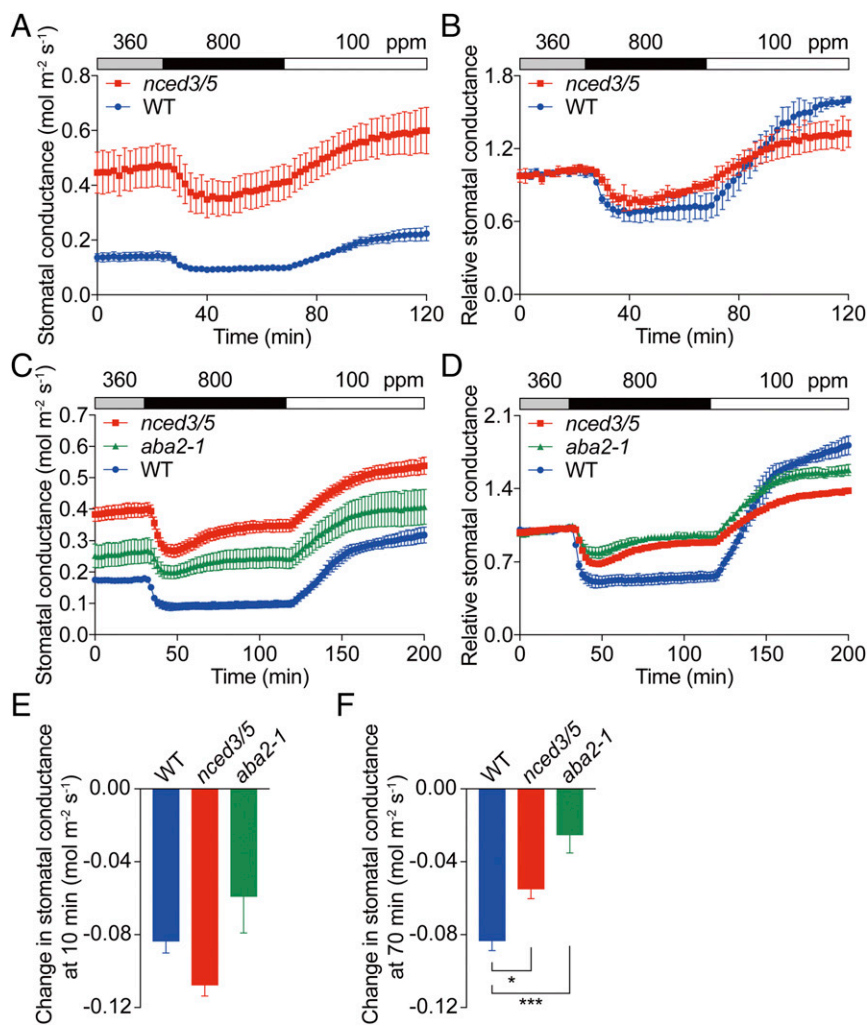 A
360 800 100 ppm
Stomatal conductance (mol m⁻² s⁻¹)
0.8
0.6
0.4
0.2
0.0
nced3/5
WT
0 40 80 120
Time (min)
B
360 800 100 ppm
Relative stomatal conductance
1.8
1.2
0.6
0.0
nced3/5
WT
0 40 80 120
Time (min)
C
360 800 100 ppm
Stomatal conductance (mol m⁻² s⁻¹)
0.7
0.6
0.5
0.4
0.3
0.2
0.1
0.0
nced3/5
aba2-1
WT
0 50 100 150 200
Time (min)
D
360 800 100 ppm
Relative stomatal conductance
2.1
1.4
0.7
0.0
nced3/5
aba2-1
WT
0 50 100 150 200
Time (min)
E
Change in stomatal conductance
at 10 min (mol m⁻² s⁻¹)
WT nced3/5 aba2-1
0.00
-0.04
-0.08
-0.12
F
Change in stomatal conductance
at 70 min (mol m⁻² s⁻¹)
WT nced3/5 aba2-1
0.00
-0.04
-0.08
-0.12
*
***